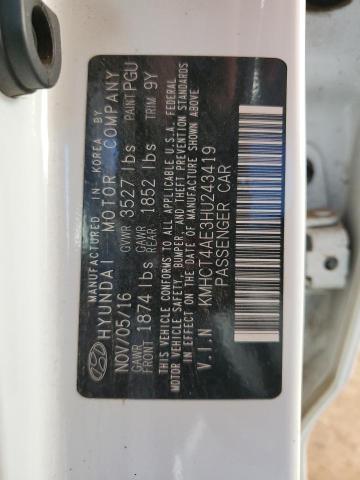 MANUFACTURED IN KOREA BY
HYUNDAI MOTOR COMPANY
NOV/05/16 GVWR 3527 lbs PAINT PGU
GAWR FRONT 1874 lbs GAWR REAR 1852 lbs TRIM 9Y
THIS VEHICLE CONFORMS TO ALL APPLICABLE U.S.A. FEDERAL
MOTOR VEHICLE SAFETY, BUMPER, AND THEFT PREVENTION STANDARDS
IN EFFECT ON THE DATE OF MANUFACTURE SHOWN ABOVE
V.I.N KMHCT4AE3HU243419
PASSENGER CAR